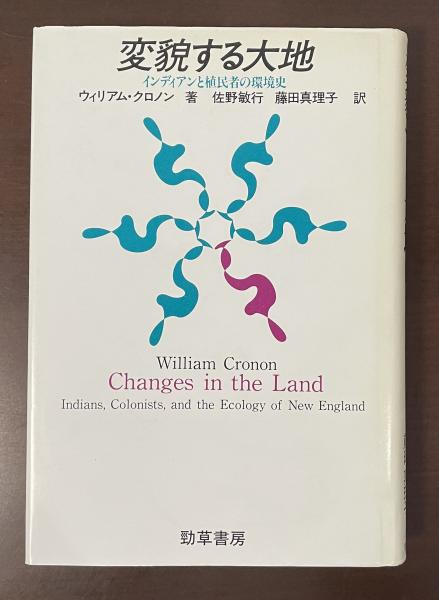 変貌する大地
インディアンと植民者の環境史
ウィリアム・クロノン 著 佐野敏行 藤田真理子 訳
William Cronon
Changes in the Land
Indians, Colonists, and the Ecology of New England
勁草書房